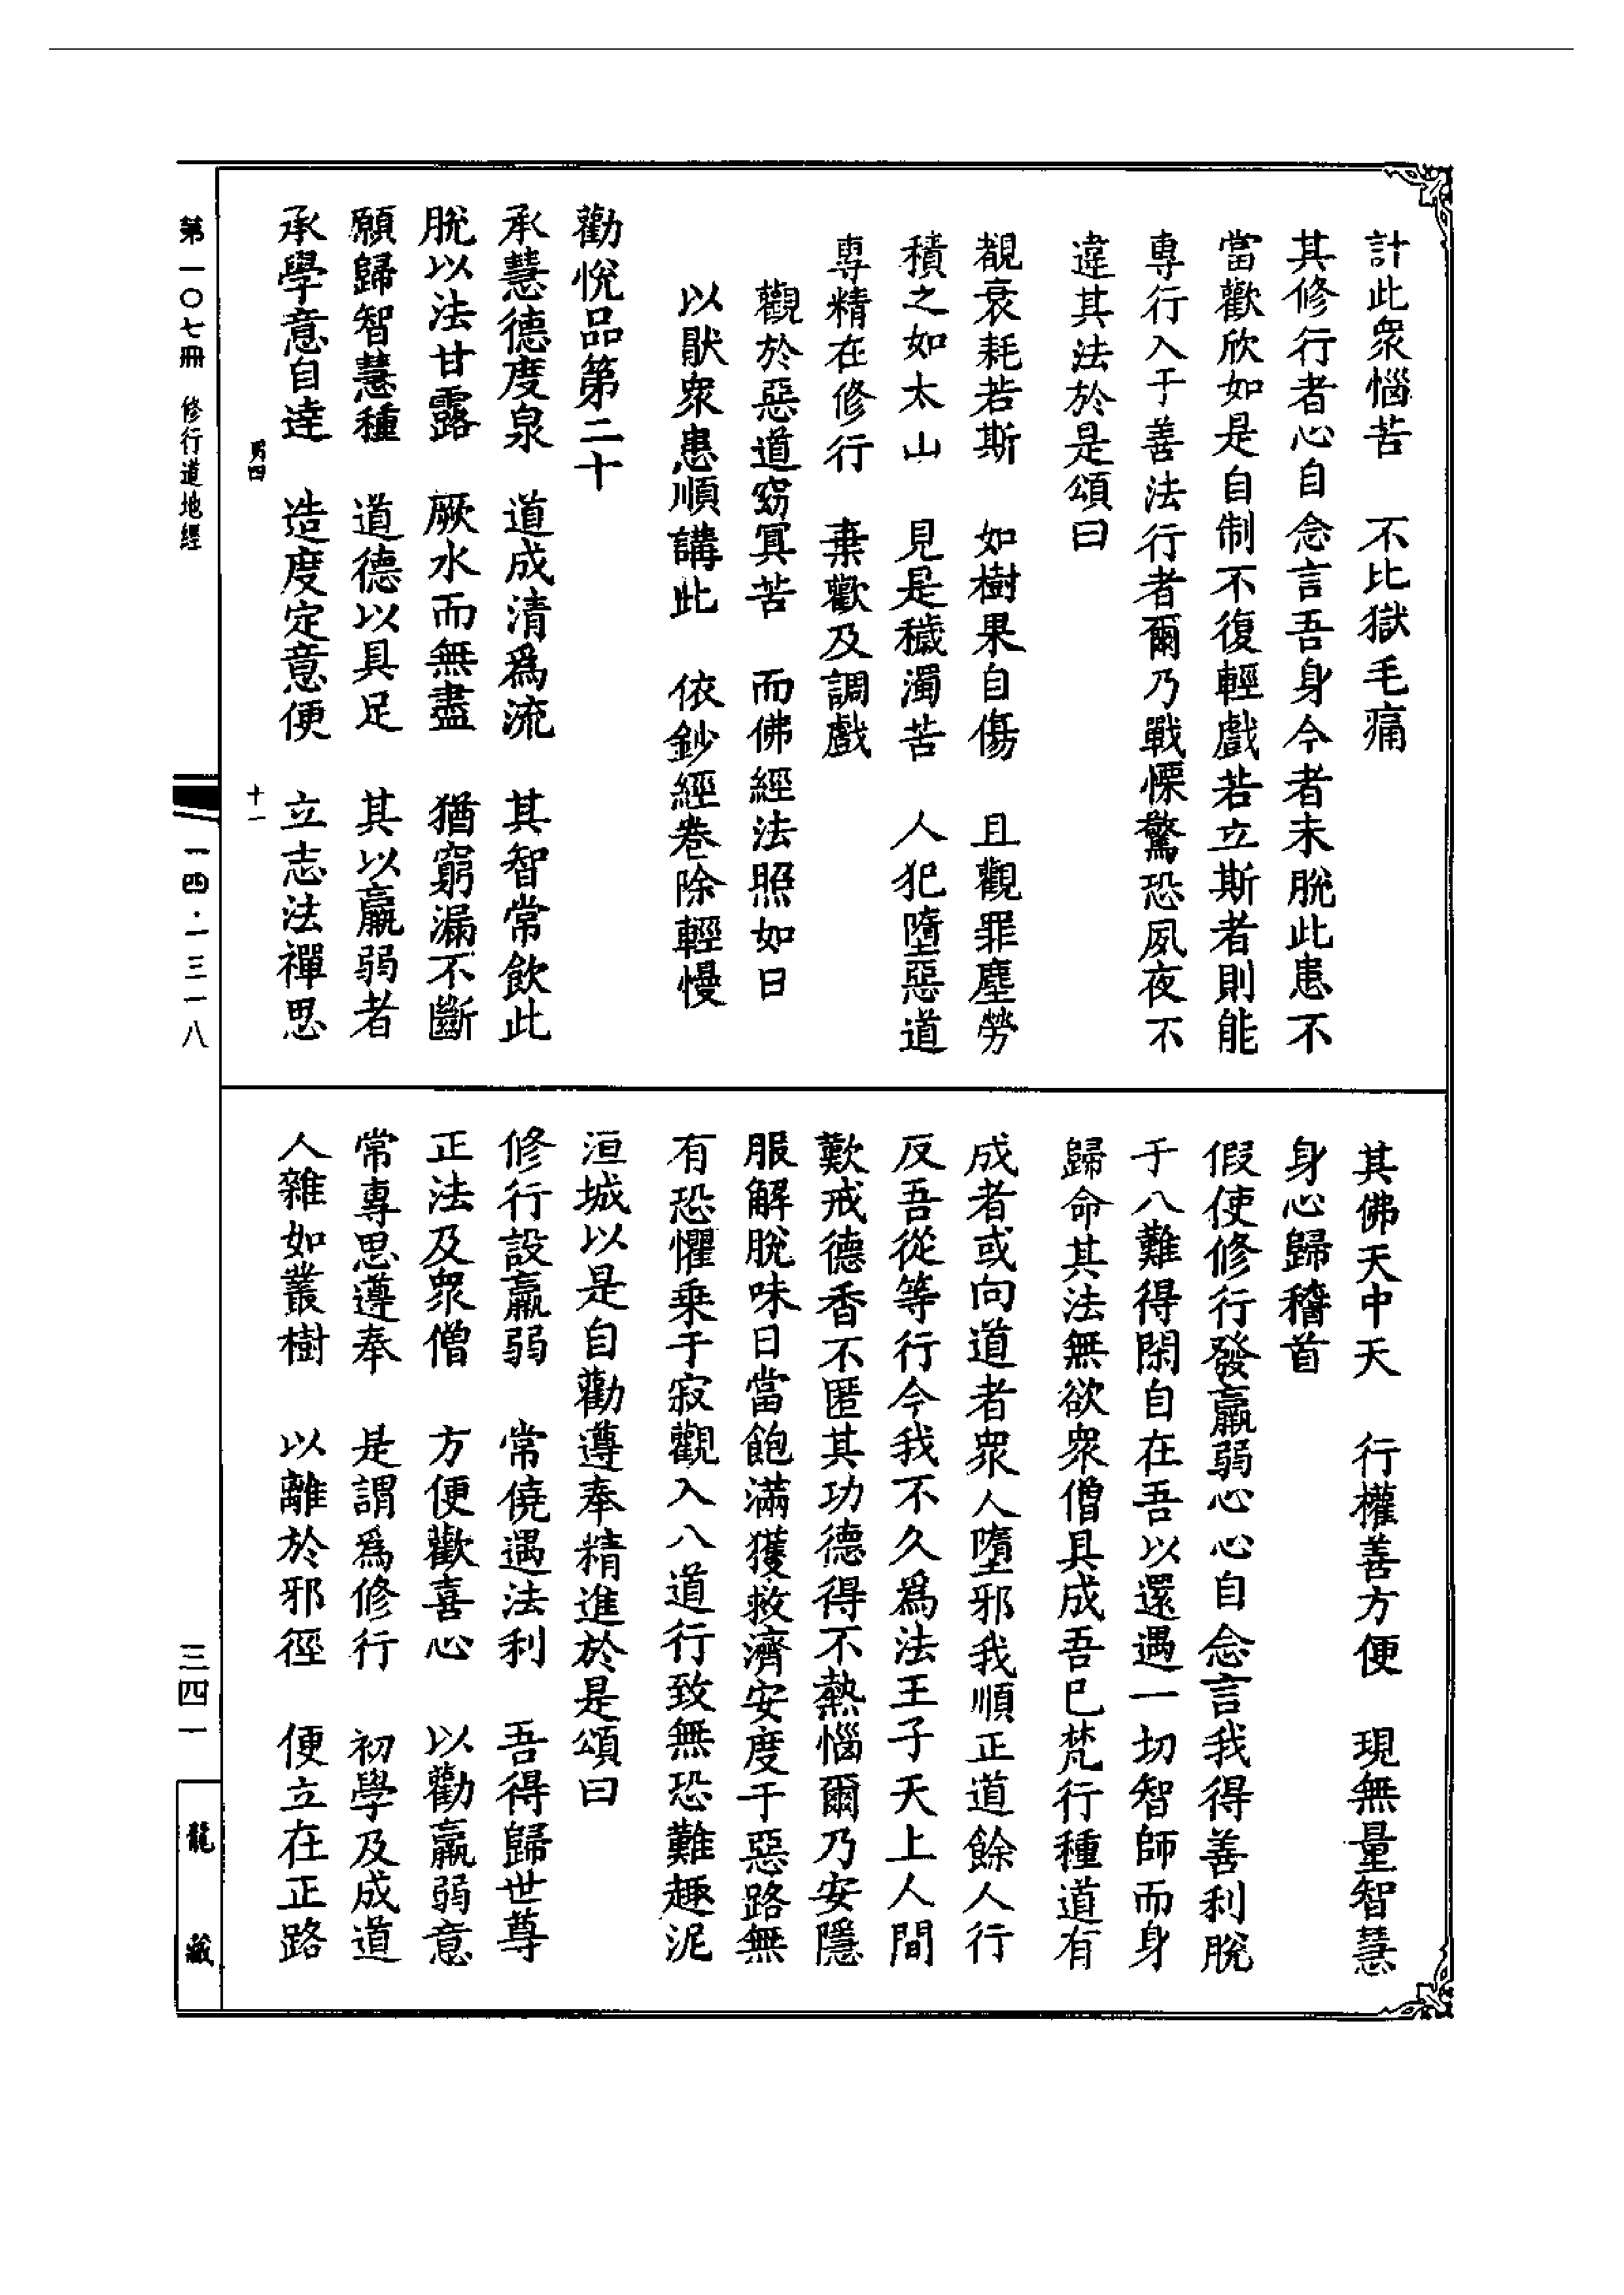 計此衆惱苦　不比獄毛痛
其修行者心自念言吾身今者未脫此患不
當歡欣如是自制不復輕戲若立斯者則能
專行入于善法行者爾乃戰慄驚恐夙夜不
違其法於是頌曰
覩衰耗若斯　如樹果自傷　且觀罪塵勞
積之如太山　見是穢濁苦　人犯墮惡道
專精在修行　棄歡及調戲
觀於惡道窈冥苦　而佛經法照如日
以猒衆患順講此　依鈔經卷除輕慢
勸悅品第二十
承慧德度泉　道成清爲流　其智常飲此
脫以法甘露　厥水而無盡　猶窮漏不斷
願歸智慧種　道德以具足　其以羸弱者
承學意自達　造度定意便　立志法禪思
其佛天中天　行權善方便　現無量智慧
身心歸稽首
假使修行發羸弱心心自念言我得善利脫
于八難得閑自在吾以還遇一切智師而身
歸命其法無欲衆僧具成吾已梵行種道有
成者或向道者衆人墮邪我順正道餘人行
反吾從等行今我不久爲法王子天上人間
歎戒德香不匿其功德得不熱惱爾乃安隱
服解脫味日當飽滿獲救濟安度于惡路無
有恐懼乘于寂觀入八道行致無恐難趣泥
洹城以是自勸遵奉精進於是頌曰
修行設羸弱　常僥遇法利　吾得歸世尊
正法及衆僧　方便歡喜心　以勸羸弱意
常專思遵奉　是謂爲修行　初學及成道
人雜如叢樹　以離於邪徑　便立在正路
男四　十一
第一〇七冊　修行道地經
一四·一三一八
三四一
龍藏